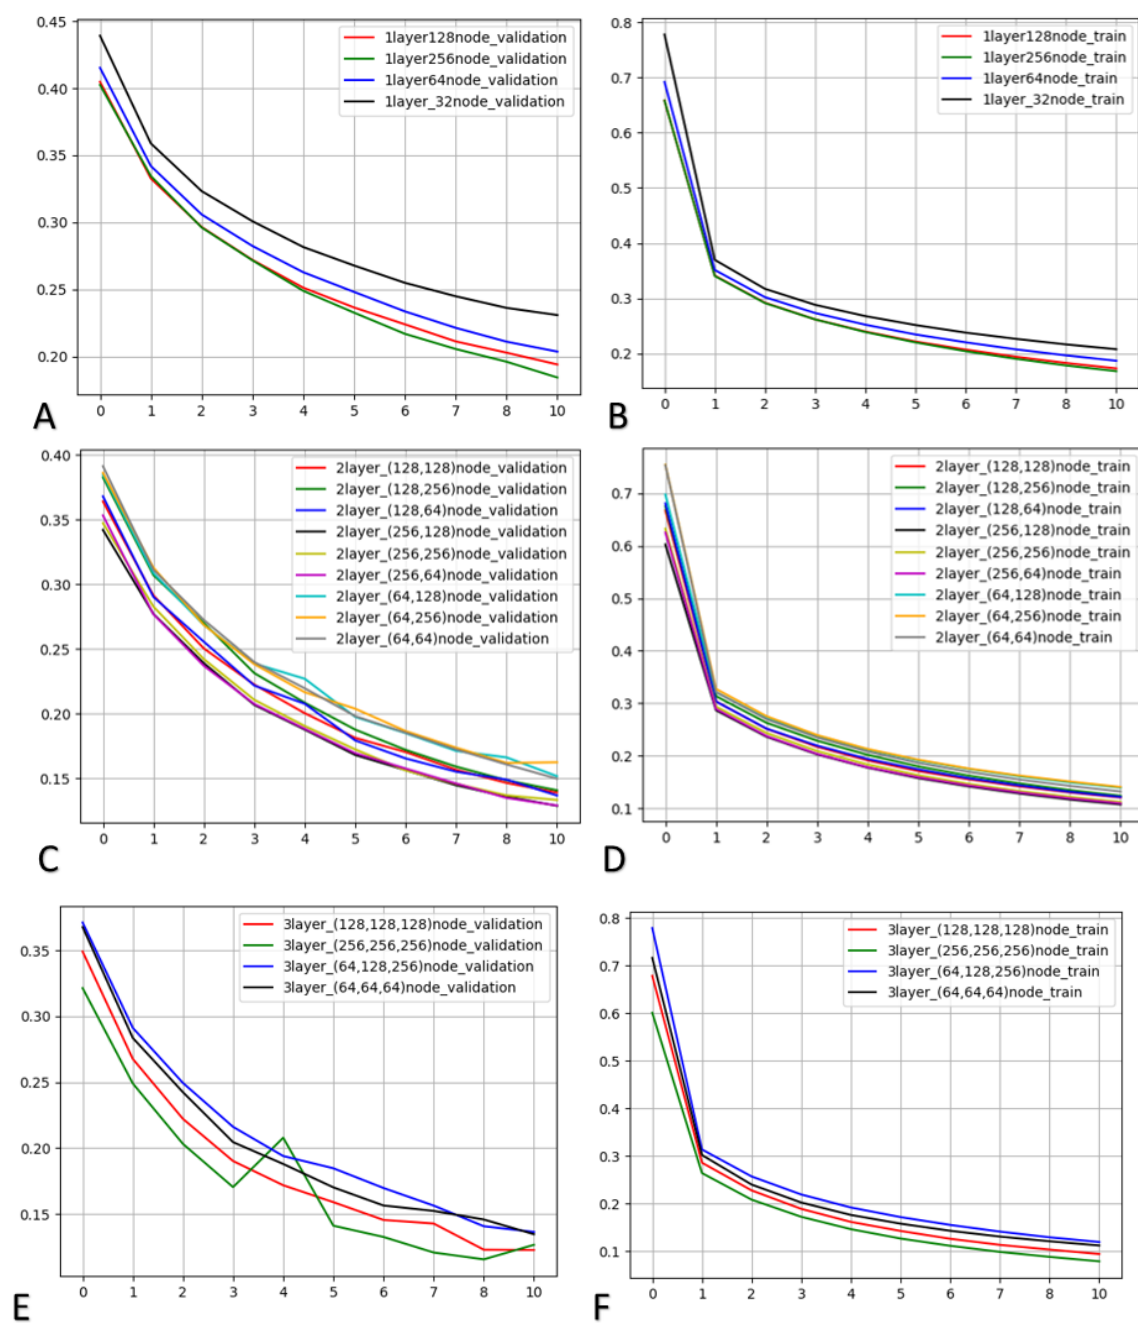 0.45
0.40
0.35
0.30
0.25
0.20
0 1 2 3 4 5 6 7 8 10
1layer128node_validation
1layer256node_validation
1layer64node_validation
1layer_32node_validation
A
0.8
0.7
0.6
0.5
0.4
0.3
0.2
0 1 2 3 4 5 6 7 8 10
1layer128node_train
1layer256node_train
1layer64node_train
1layer_32node_train
B
0.40
0.35
0.30
0.25
0.20
0.15
0 1 2 3 4 5 6 7 8 10
2layer_(128,128)node_validation
2layer_(128,256)node_validation
2layer_(128,64)node_validation
2layer_(256,128)node_validation
2layer_(256,256)node_validation
2layer_(256,64)node_validation
2layer_(64,128)node_validation
2layer_(64,256)node_validation
2layer_(64,64)node_validation
C
0.7
0.6
0.5
0.4
0.3
0.2
0.1
0 1 2 3 4 5 6 7 8 10
2layer_(128,128)node_train
2layer_(128,256)node_train
2layer_(128,64)node_train
2layer_(256,128)node_train
2layer_(256,256)node_train
2layer_(256,64)node_train
2layer_(64,128)node_train
2layer_(64,256)node_train
2layer_(64,64)node_train
D
0.35
0.30
0.25
0.20
0.15
0 1 2 3 4 5 6 7 8 10
3layer_(128,128,128)node_validation
3layer_(256,256,256)node_validation
3layer_(64,128,256)node_validation
3layer_(64,64,64)node_validation
E
0.8
0.7
0.6
0.5
0.4
0.3
0.2
0.1
0 1 2 3 4 5 6 7 8 10
3layer_(128,128,128)node_train
3layer_(256,256,256)node_train
3layer_(64,128,256)node_train
3layer_(64,64,64)node_train
F